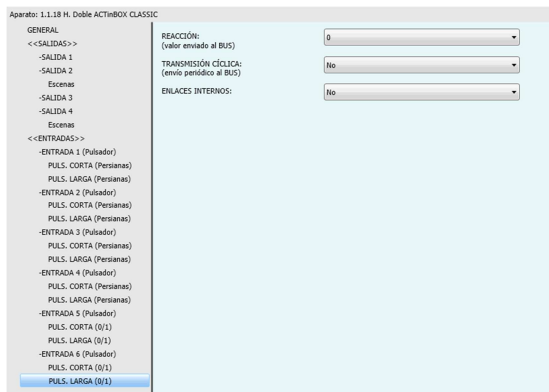 Aparato: 1.1.18 H. Doble ACTinBOX CLASSIC
GENERAL
<<SALIDAS>>
-SALIDA 1
-SALIDA 2
Escenas
-SALIDA 3
-SALIDA 4
Escenas
<<ENTRADAS>>
-ENTRADA 1 (Pulsador)
PULS. CORTA (Persianas)
PULS. LARGA (Persianas)
-ENTRADA 2 (Pulsador)
PULS. CORTA (Persianas)
PULS. LARGA (Persianas)
-ENTRADA 3 (Pulsador)
PULS. CORTA (Persianas)
PULS. LARGA (Persianas)
-ENTRADA 4 (Pulsador)
PULS. CORTA (Persianas)
PULS. LARGA (Persianas)
-ENTRADA 5 (Pulsador)
PULS. CORTA (0/1)
PULS. LARGA (0/1)
-ENTRADA 6 (Pulsador)
PULS. CORTA (0/1)
PULS. LARGA (0/1)
REACCIÓN:
(valor enviado al BUS)
0
TRANSMISIÓN CÍCLICA:
(envío periódico al BUS)
No
ENLACES INTERNOS:
No